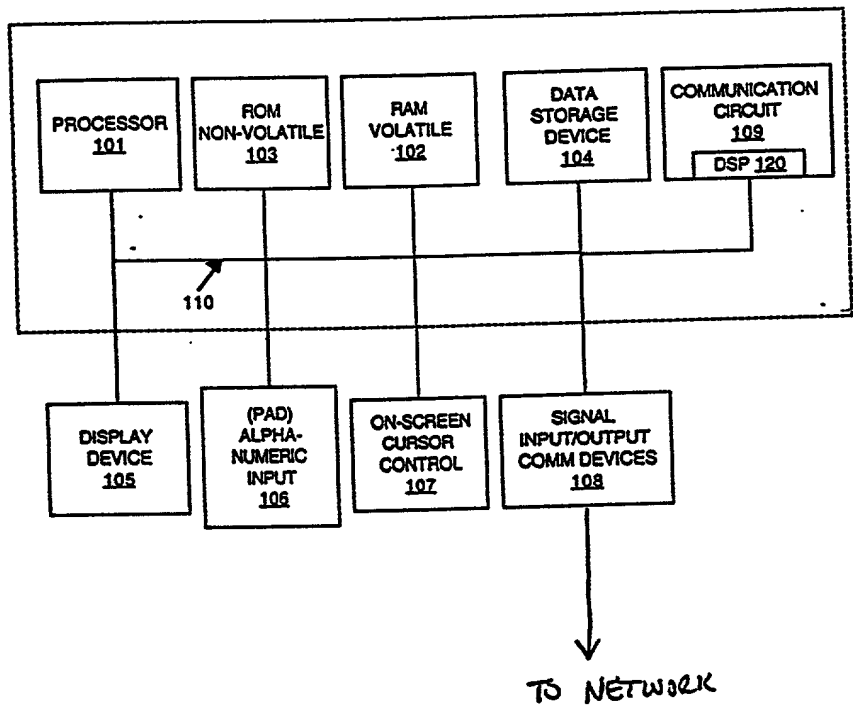 PROCESSOR
101
ROM
NON-VOLATILE
103
RAM
VOLATILE
102
DATA
STORAGE
DEVICE
104
COMMUNICATION
CIRCUIT
109
DSP 120
110
DISPLAY
DEVICE
105
(PAD)
ALPHA-
NUMERIC
INPUT
106
ON-SCREEN
CURSOR
CONTROL
107
SIGNAL
INPUT/OUTPUT
COMM DEVICES
108
TO NETWORK